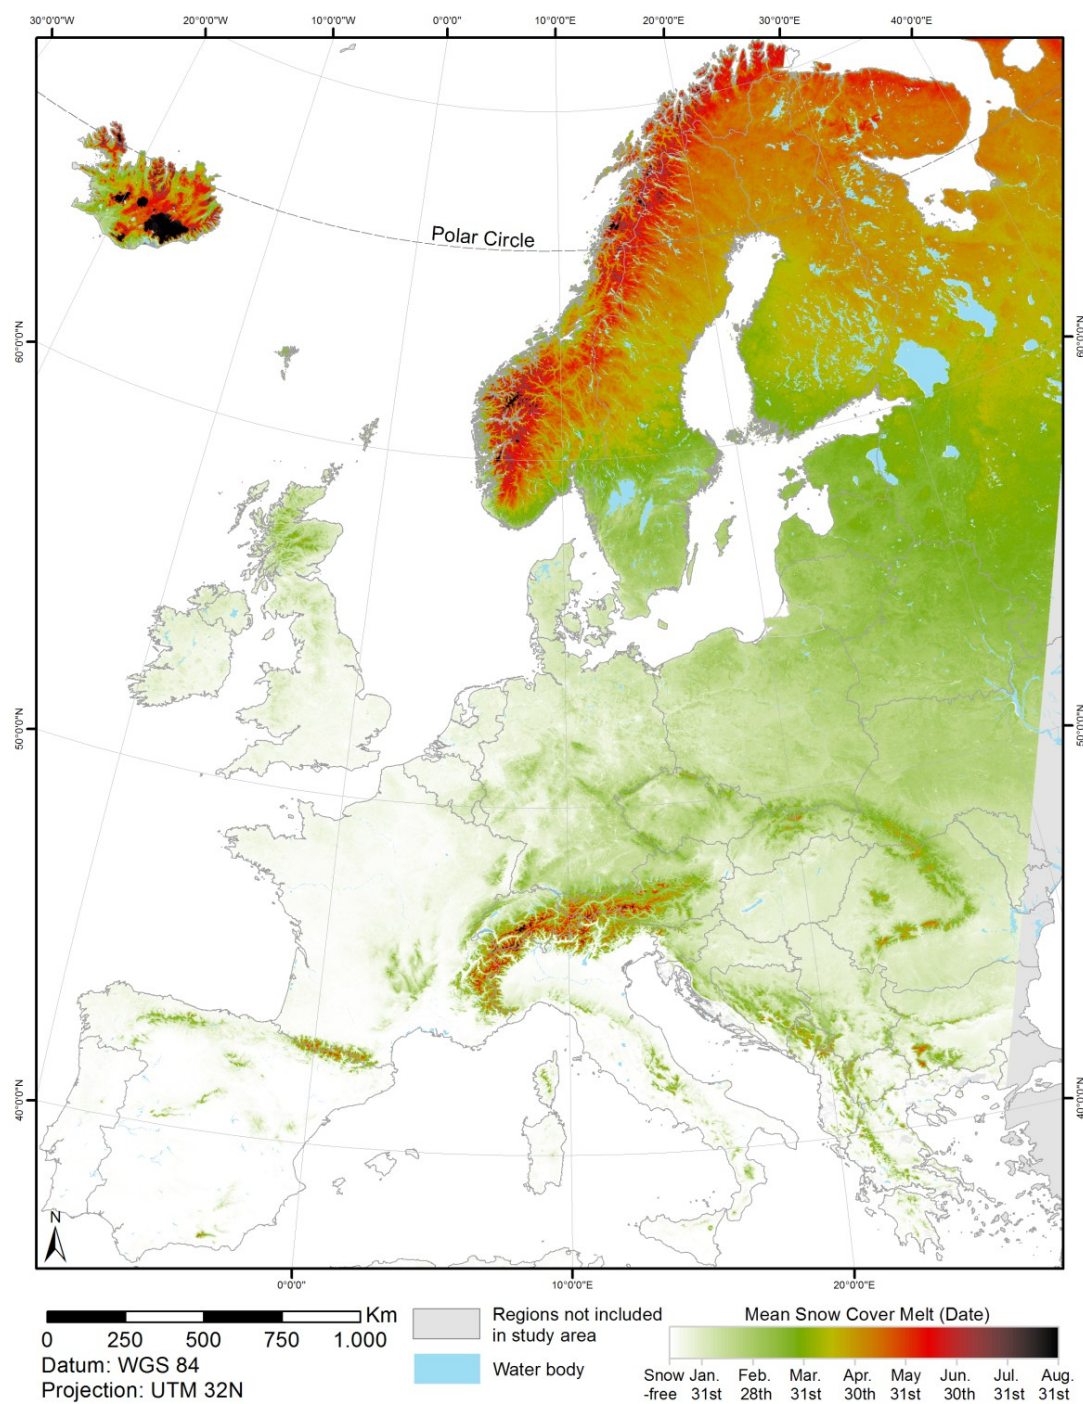 30°0'0"W 20°0'0"W 10°0'0"W 0°0'0" 10°0'0"E 20°0'0"E 30°0'0"E 40°0'0"E
Polar Circle
60°0'0"N 60°0'0"N
50°0'0"N 50°0'0"N
40°0'0"N 40°0'0"N
N
0°0'0"E 10°0'0"E 20°0'0"E
Km
0 250 500 750 1.000
Datum: WGS 84
Projection: UTM 32N
Regions not included
in study area
Water body
Mean Snow Cover Melt (Date)
Snow Jan. Feb. Mar. Apr. May Jun. Jul. Aug.
-free 31st 28th 31st 30th 31st 30th 31st 31st